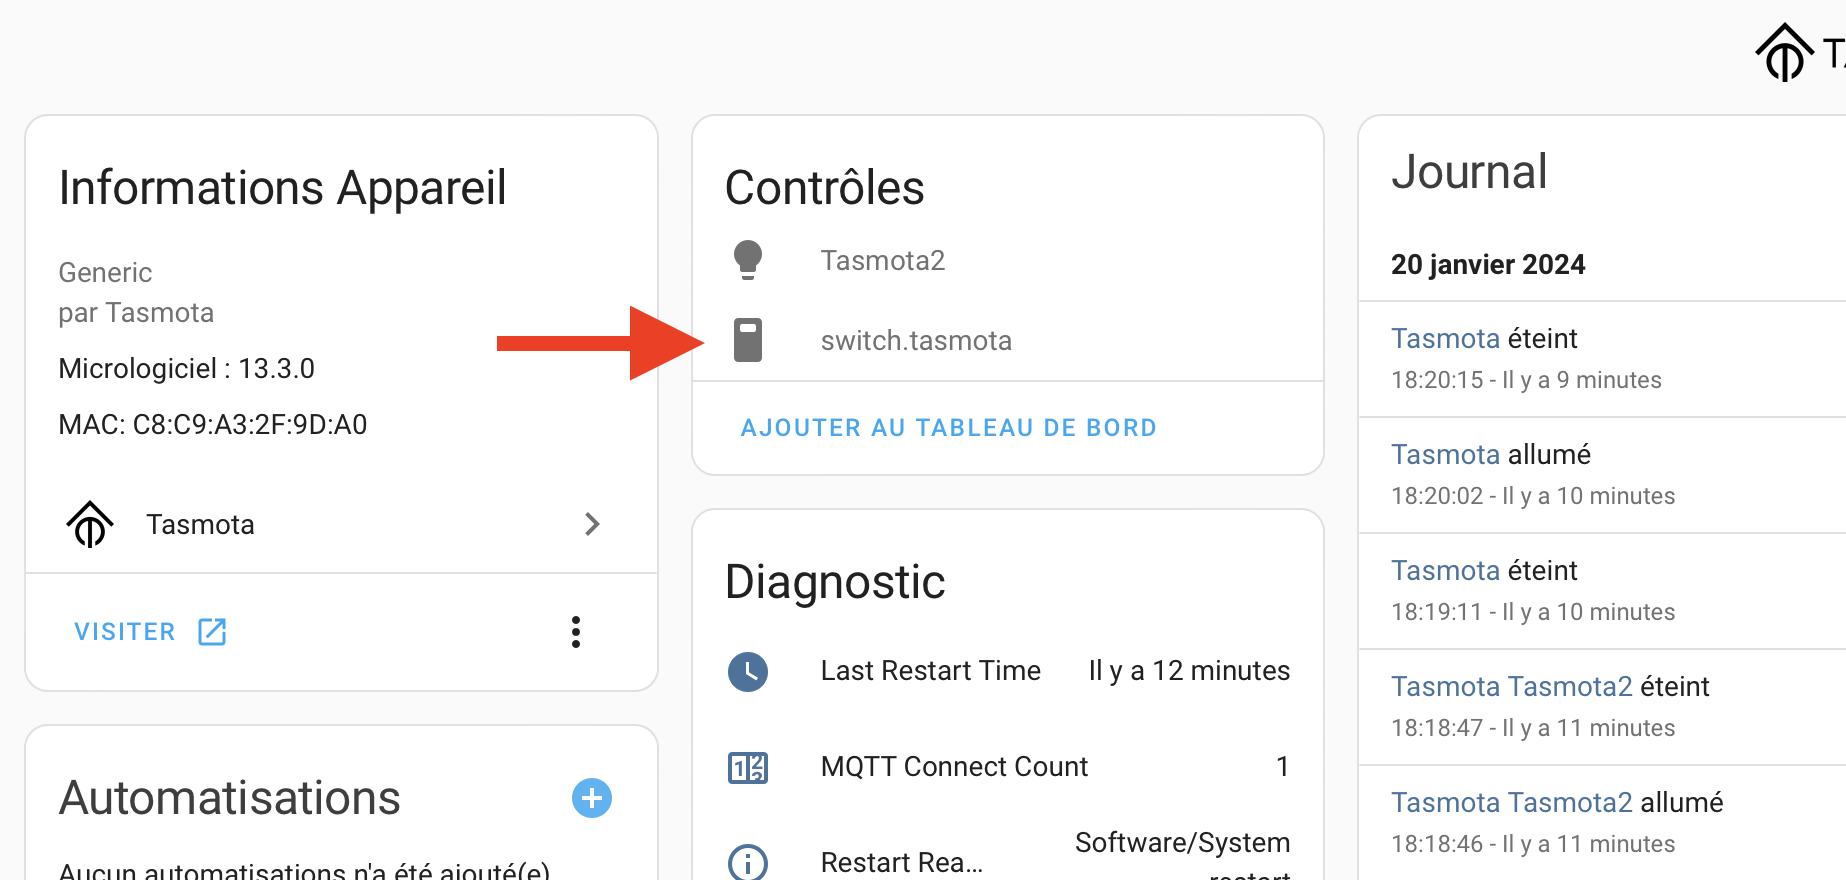 Informations Appareil
Generic
par Tasmota
Micrologiciel : 13.3.0
MAC: C8:C9:A3:2F:9D:A0
Tasmota
VISITER
Automatisations
Aucun automatisations n'a été ajouté(e)
Contrôles
Tasmota2
switch.tasmota
AJOUTER AU TABLEAU DE BORD
Diagnostic
Last Restart Time Il y a 12 minutes
MQTT Connect Count 1
Restart Rea... Software/System
restart
Journal
20 janvier 2024
Tasmota éteint
18:20:15 - Il y a 9 minutes
Tasmota allumé
18:20:02 - Il y a 10 minutes
Tasmota éteint
18:19:11 - Il y a 10 minutes
Tasmota Tasmota2 éteint
18:18:47 - Il y a 11 minutes
Tasmota Tasmota2 allumé
18:18:46 - Il y a 11 minutes